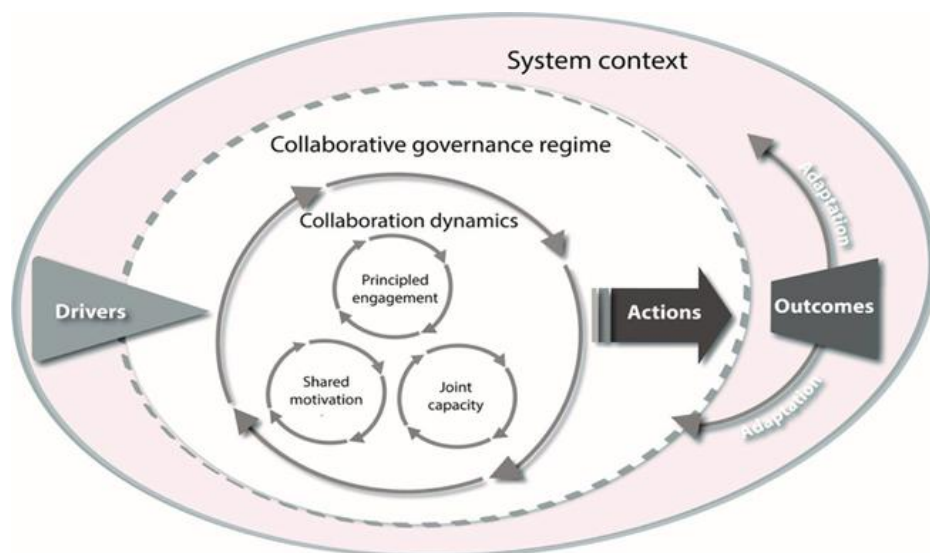 System context
Collaborative governance regime
Collaboration dynamics
Principled
engagement
Shared
motivation
Joint
capacity
Drivers
Actions
Outcomes
Adaptation
Adaptation